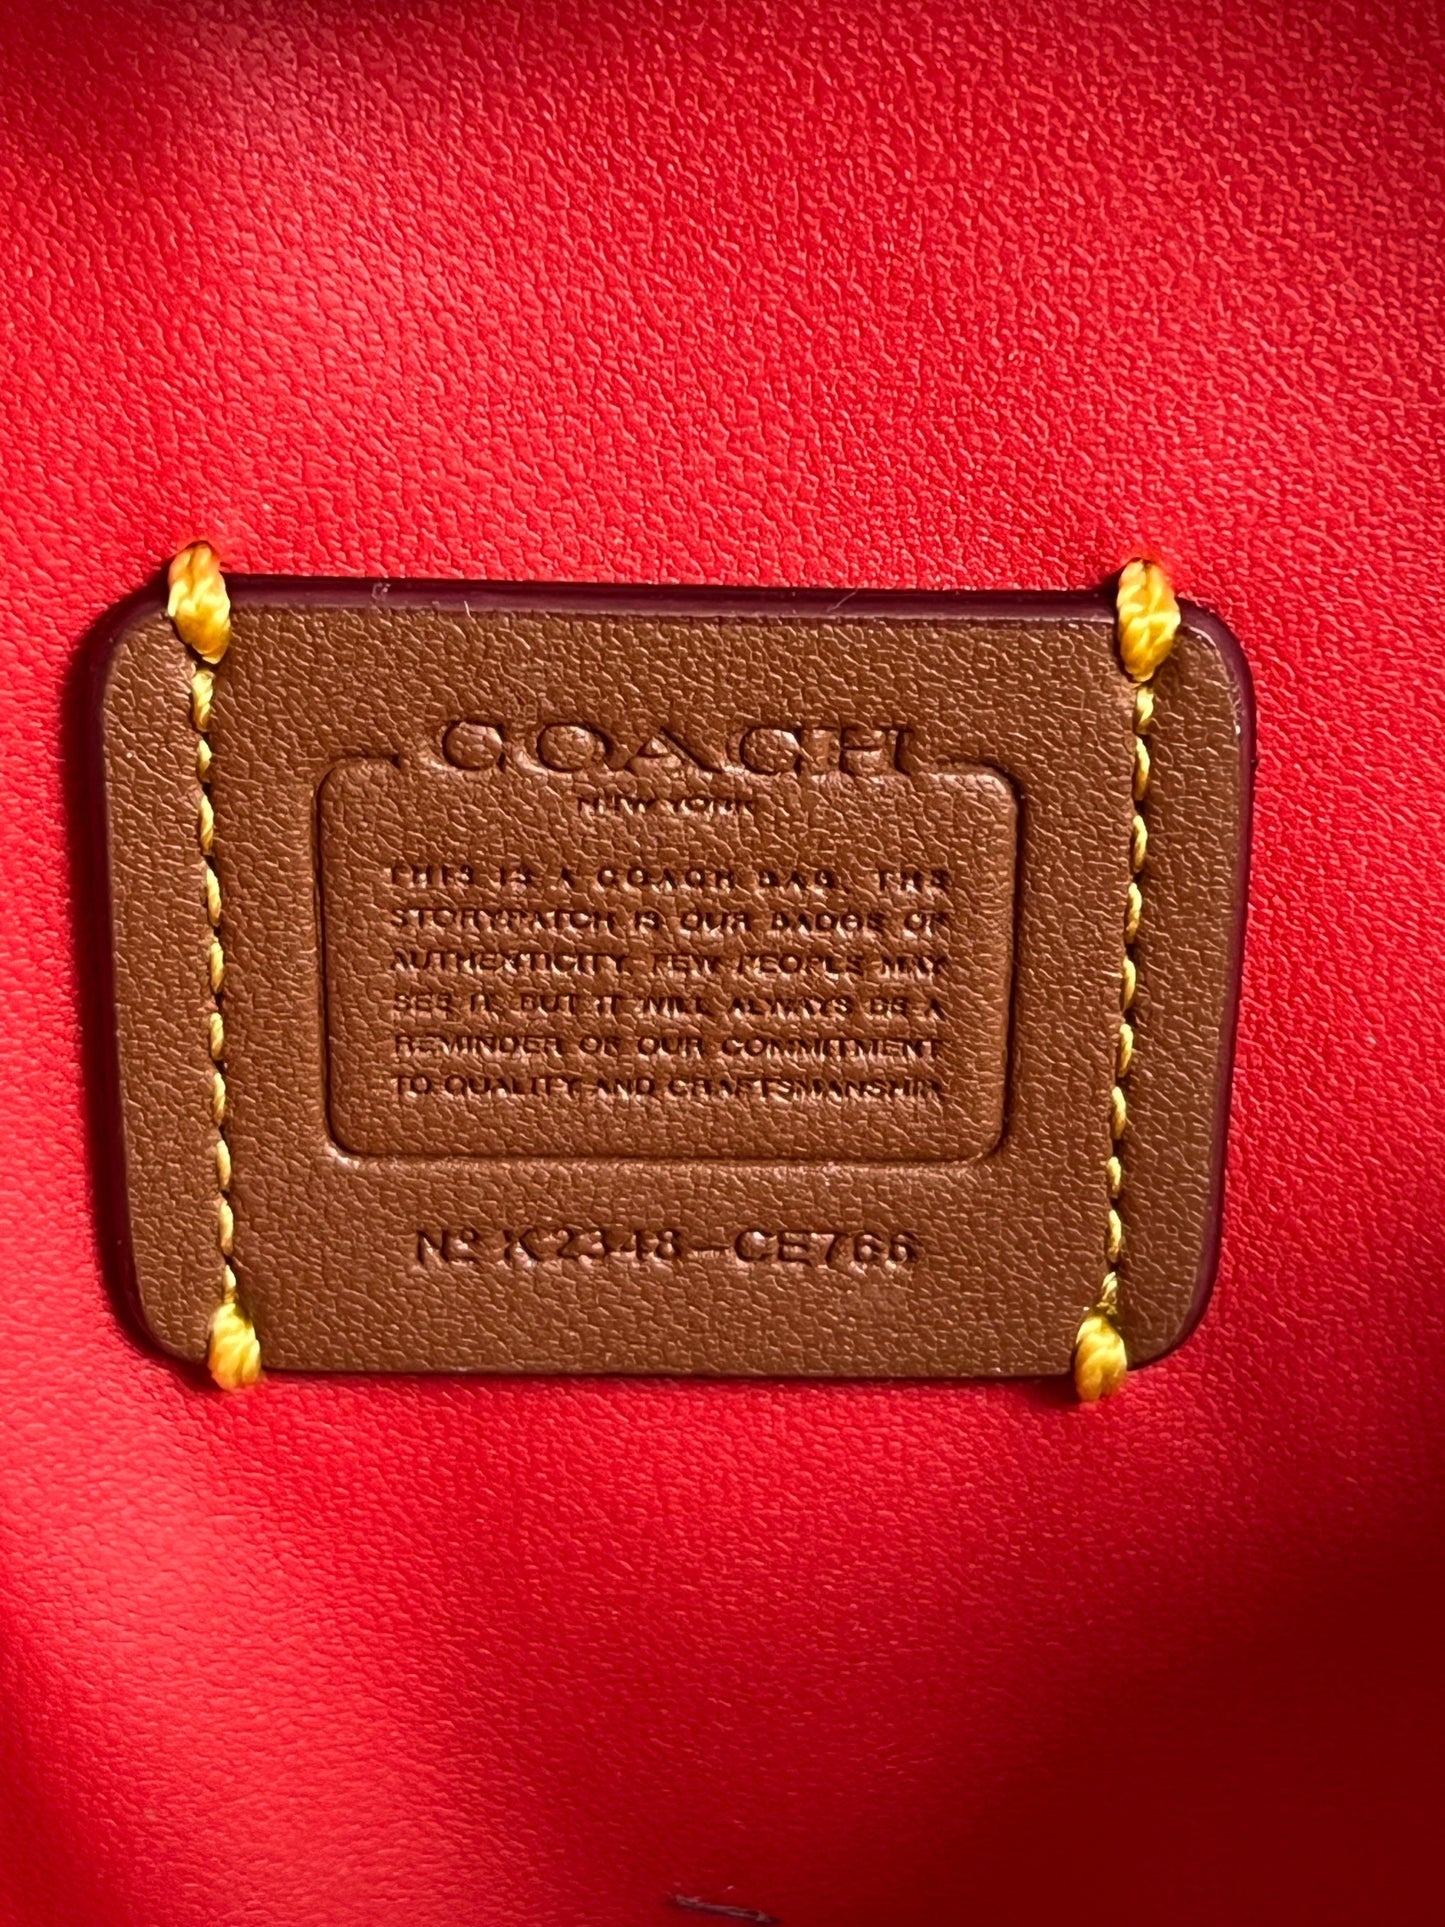 COACH
NEW YORK
THIS IS A COACH BAG. THE
STORYPATCH IS OUR BADGE OF
AUTHENTICITY. FEW PEOPLE MAY
SEE IT, BUT IT WILL ALWAYS BE A
REMINDER OF OUR COMMITMENT
TO QUALITY AND CRAFTSMANSHIP.
Nº K2348-CE766